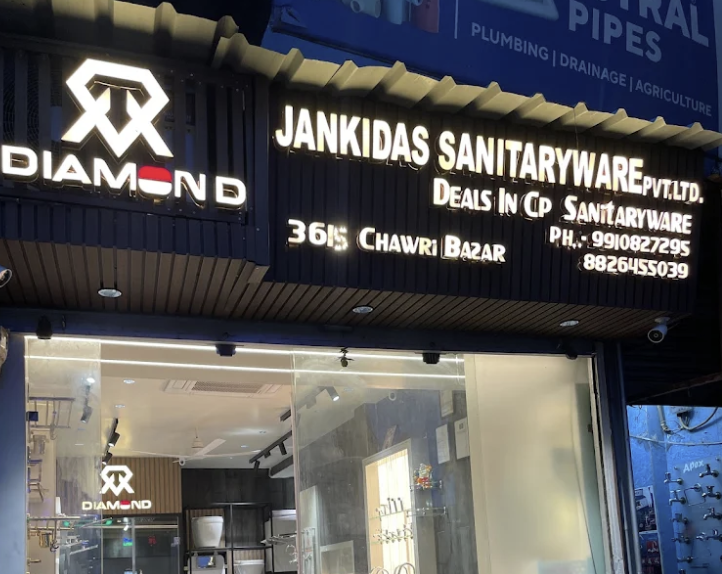 PIPES
PLUMBING | DRAINAGE | AGRICULTURE
DIAMOND
JANKIDAS SANITARYWARE PVT.LTD.
DEALS IN CP SANITARYWARE
3615 CHAWRI BAZAR
PH.:- 9910827295
8826455039
DIAMOND